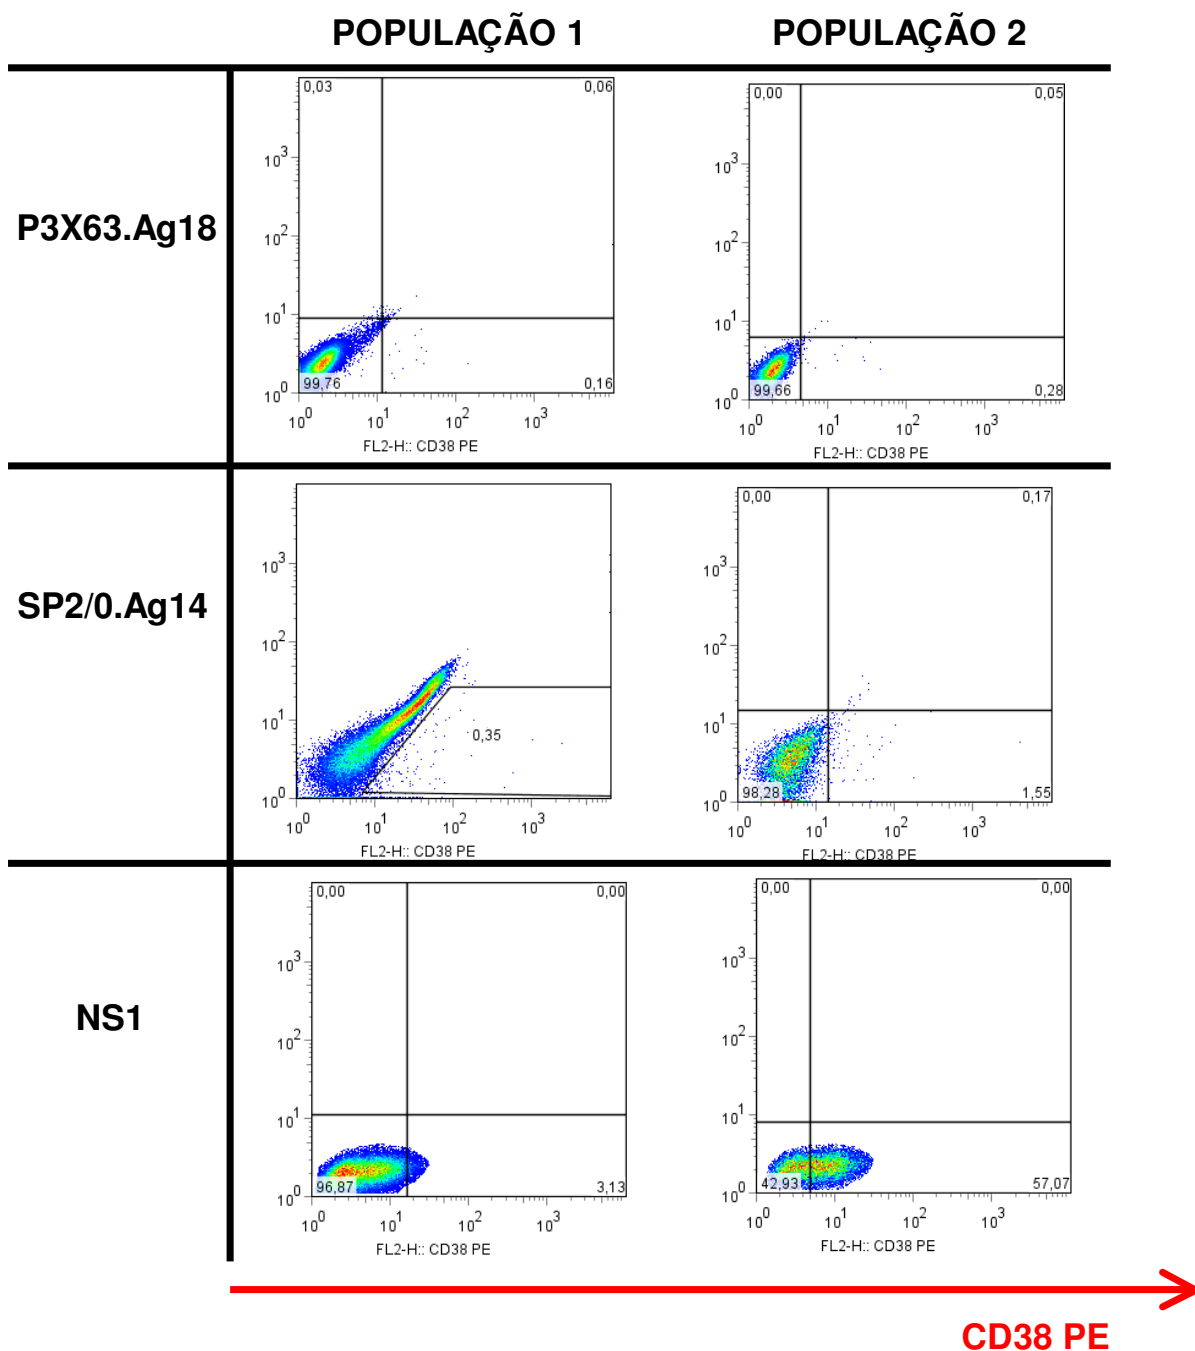 POPULAÇÃO 1 POPULAÇÃO 2
P3X63.Ag18
0,03 0,06
10^3
10^2
10^1
10^0
99,76 0,16
10^0 10^1 10^2 10^3
FL2-H:: CD38 PE
0,00 0,05
10^3
10^2
10^1
10^0
99,66 0,28
10^0 10^1 10^2 10^3
FL2-H:: CD38 PE
SP2/0.Ag14
10^3
10^2
10^1
0,35
10^0
10^0 10^1 10^2 10^3
FL2-H:: CD38 PE
0,00 0,17
10^3
10^2
10^1
10^0
98,28 1,55
10^0 10^1 10^2 10^3
FL2-H:: CD38 PE
NS1
0,00 0,00
10^3
10^2
10^1
10^0
96,87 3,13
10^0 10^1 10^2 10^3
FL2-H:: CD38 PE
0,00 0,00
10^3
10^2
10^1
10^0
42,93 57,07
10^0 10^1 10^2 10^3
FL2-H:: CD38 PE
CD38 PE